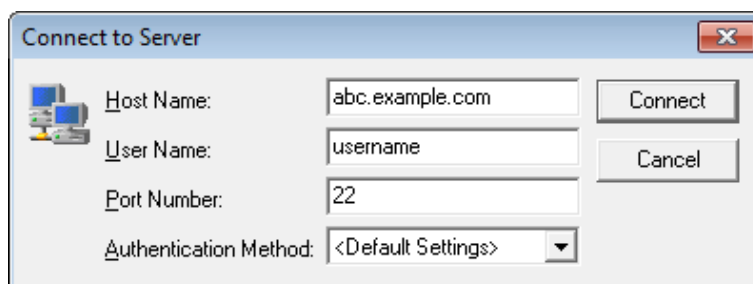 Connect to Server
Host Name: abc.example.com Connect
User Name: username Cancel
Port Number: 22
Authentication Method: <Default Settings>